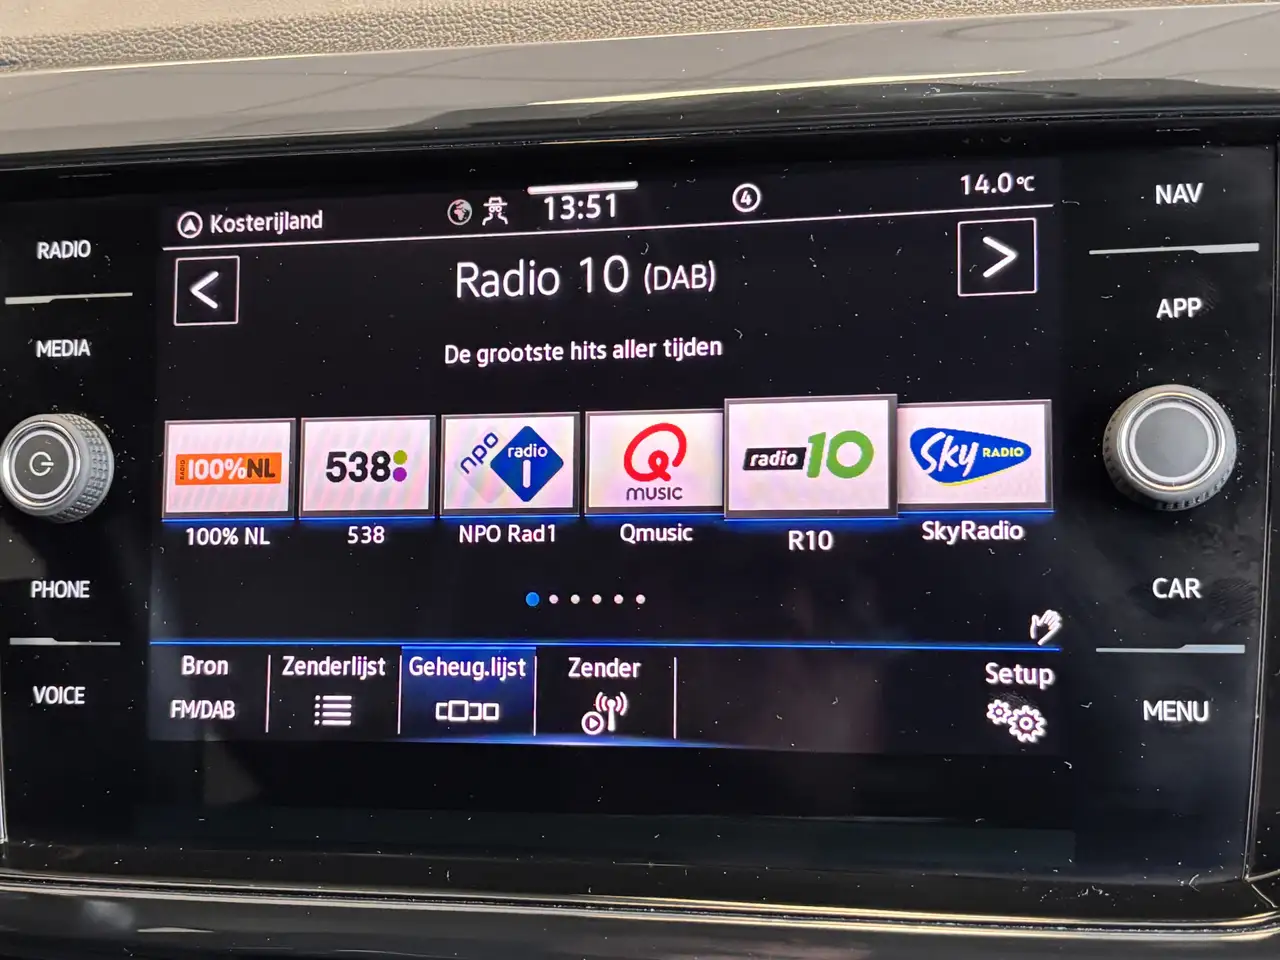 Kosterijland
13:51
4
14.0°C
NAV
RADIO
Radio 10 (DAB)
APP
MEDIA
De grootste hits aller tijden
RADIO 100% NL
538
npo radio 1
Q MUSIC
radio 10
Sky RADIO
100% NL
538
NPO Rad1
Qmusic
R10
SkyRadio
PHONE
CAR
Bron
Zenderlijst
Geheug.lijst
Zender
Setup
VOICE
FM/DAB
MENU